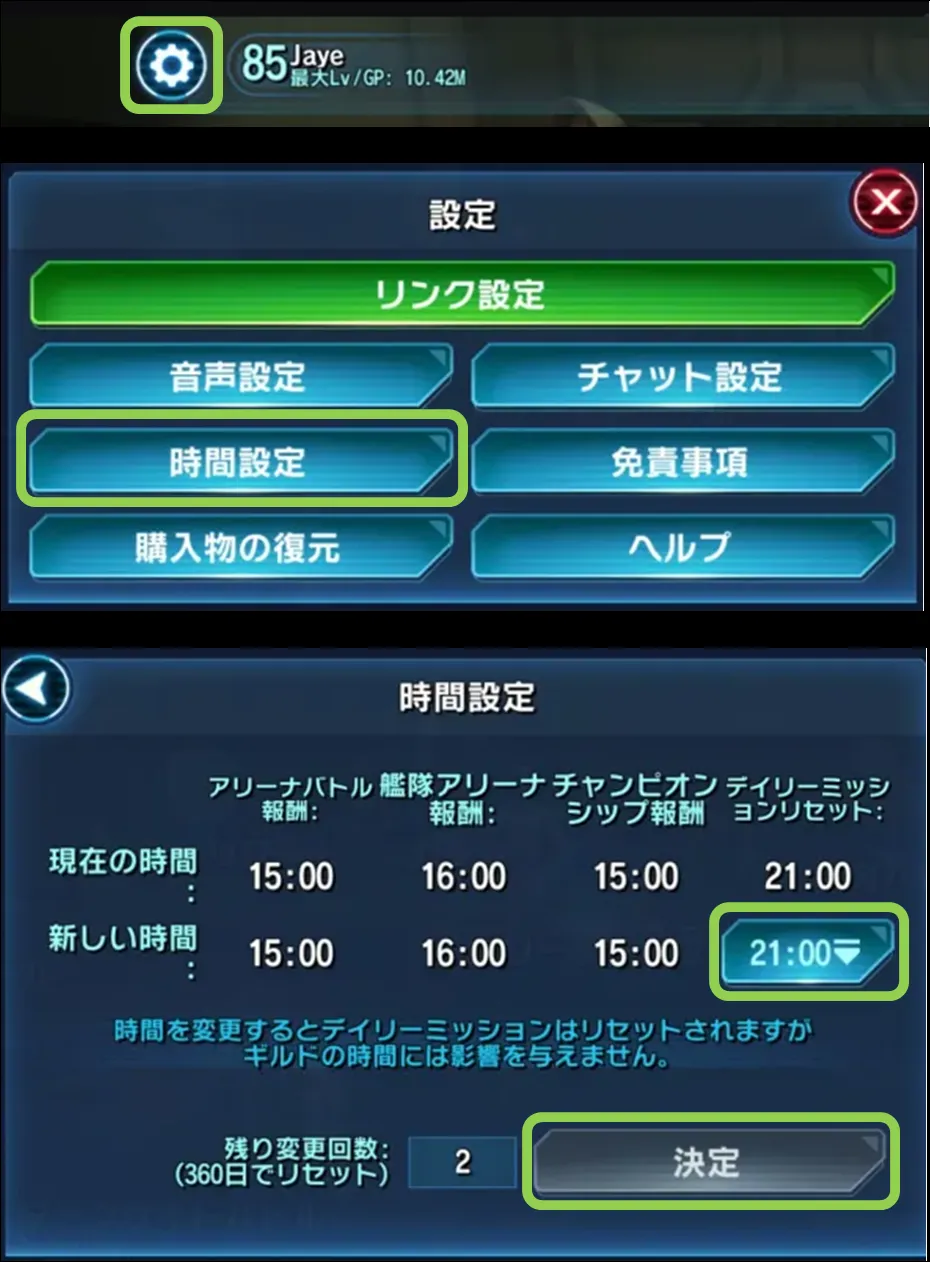 85 Jaye
最大Lv/GP: 10.42M
設定
リンク設定
音声設定
チャット設定
時間設定
免責事項
購入物の復元
ヘルプ
時間設定
アリーナバトル
報酬:
艦隊アリーナ
報酬:
チャンピオン
シップ報酬
デイリーミッシ
ョンリセット:
現在の時間
:
15:00
16:00
15:00
21:00
新しい時間
:
15:00
16:00
15:00
21:00
時間を変更するとデイリーミッションはリセットされますが
ギルドの時間には影響を与えません。
残り変更回数:
(360日でリセット)
2
決定